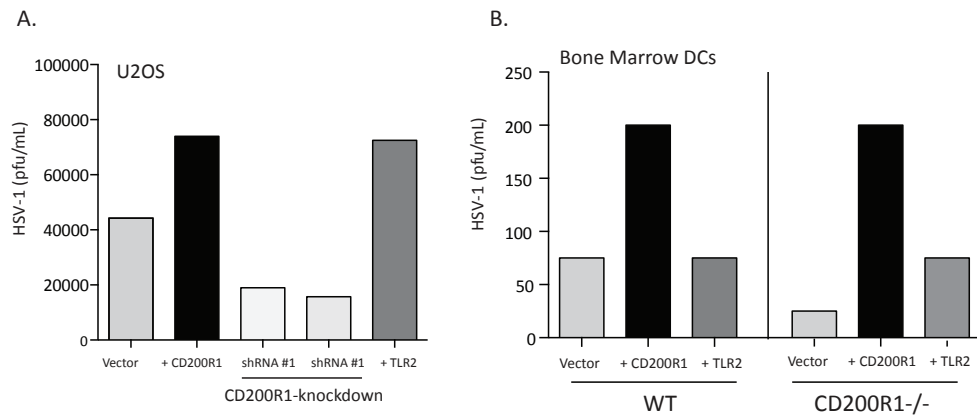 A.
U2OS
HSV-1 (pfu/mL)
100000
80000
60000
40000
20000
0
Vector
+ CD200R1
shRNA #1
shRNA #1
+ TLR2
CD200R1-knockdown
B.
Bone Marrow DCs
HSV-1 (pfu/mL)
250
200
150
100
50
0
Vector
+ CD200R1
+ TLR2
Vector
+ CD200R1
+ TLR2
WT
CD200R1-/-